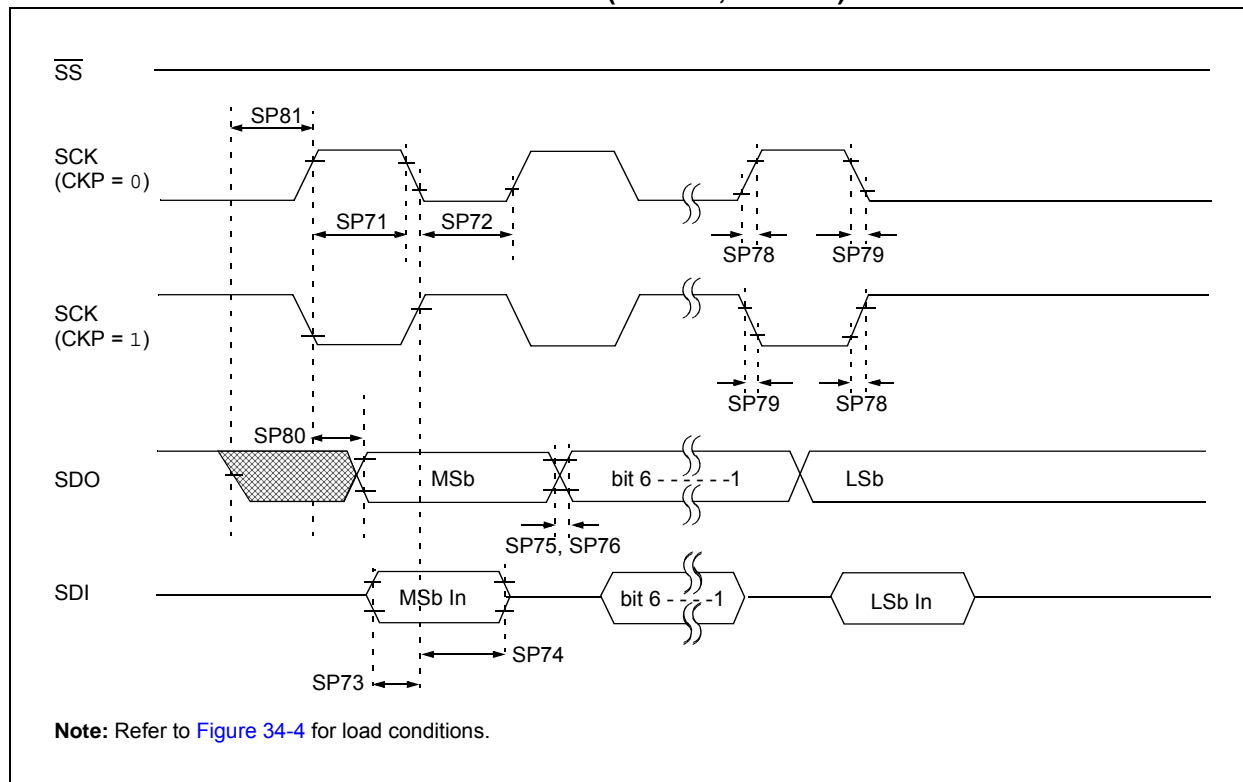 SS
SP81
SCK
(CKP = 0)
SP71
SP72
SP78
SP79
SCK
(CKP = 1)
SP79
SP78
SP80
SDO
MSb
bit 6 - - - - - -1
LSb
SP75, SP76
SDI
MSb In
bit 6 - - - - -1
LSb In
SP74
SP73
Note: Refer to Figure 34-4 for load conditions.